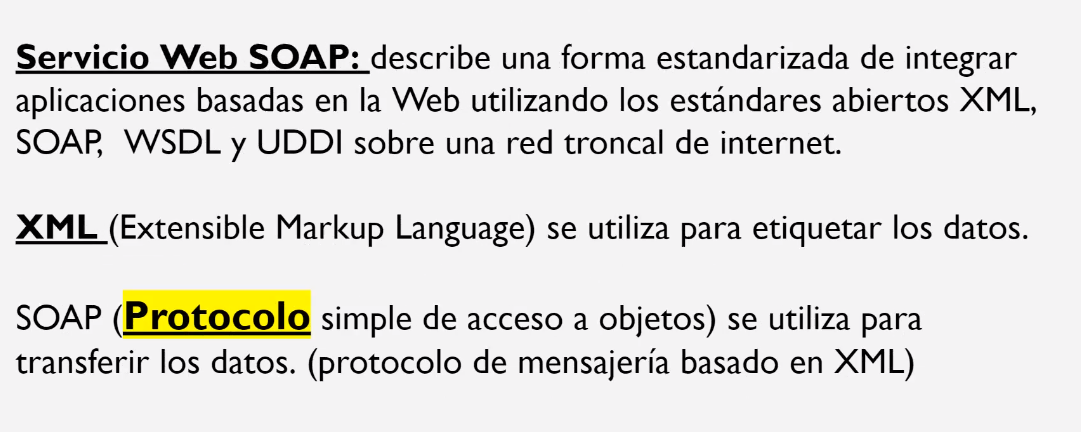 Servicio Web SOAP: describe una forma estandarizada de integrar
aplicaciones basadas en la Web utilizando los estándares abiertos XML,
SOAP, WSDL y UDDI sobre una red troncal de internet.
XML (Extensible Markup Language) se utiliza para etiquetar los datos.
SOAP (Protocolo simple de acceso a objetos) se utiliza para
transferir los datos. (protocolo de mensajería basado en XML)